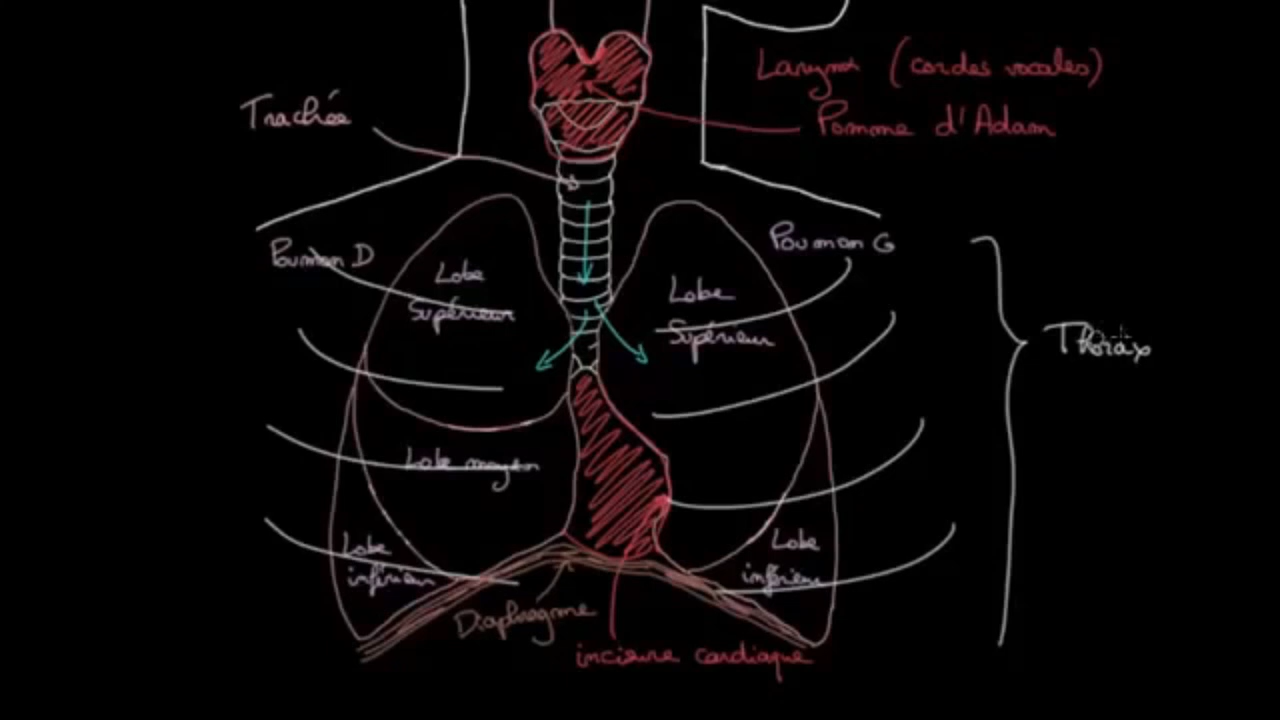 Larynx (cordes vocales)
Pomme d'Adam
Trachée
Poumon D
Poumon G
Lobe
Supérieur
Lobe
Supérieur
Thorax
Lobe moyen
Lobe
inférieur
Lobe
inférieur
Diaphragme
incisure cardiaque